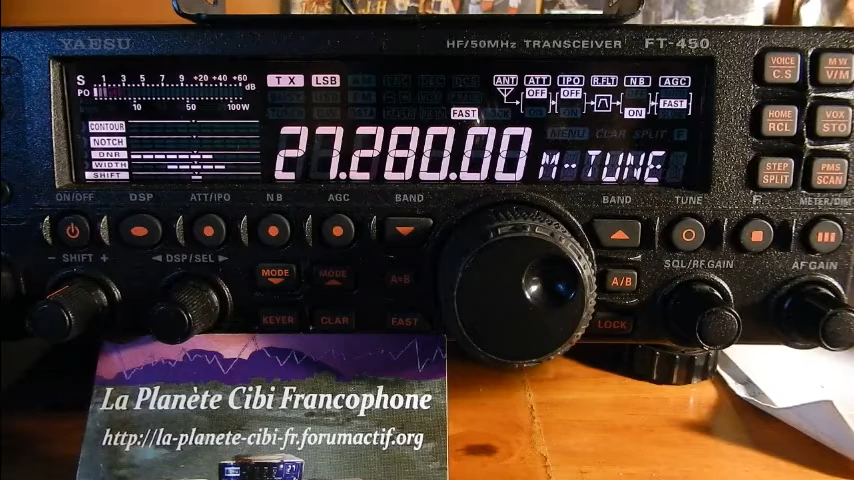 YAESU
HF/50MHz TRANSCEIVER FT-450
S 1 3 5 7 9 +20 +40 +60 dB
PO 10 50 100W
TX LSB
ANT ATT IPO R.FLT NB AGC
OFF OFF ON FAST
FAST
MENU CLAR SPLIT F
CONTOUR
NOTCH
DNR
WIDTH
SHIFT
27.280.00 M--TUNE
VOICE C.S
M W V/M
HOME RCL
VOX STO
STEP SPLIT
PMS SCAN
ON/OFF DSP ATT/IPO NB AGC BAND BAND TUNE F METER/DIM
- SHIFT + ◄ DSP/SEL ► MODE MODE A=B A/B SQL/RF GAIN AF GAIN
KEYER CLAR FAST LOCK
La Planète Cibi Francophone
http://la-planete-cibi-fr.forumactif.org